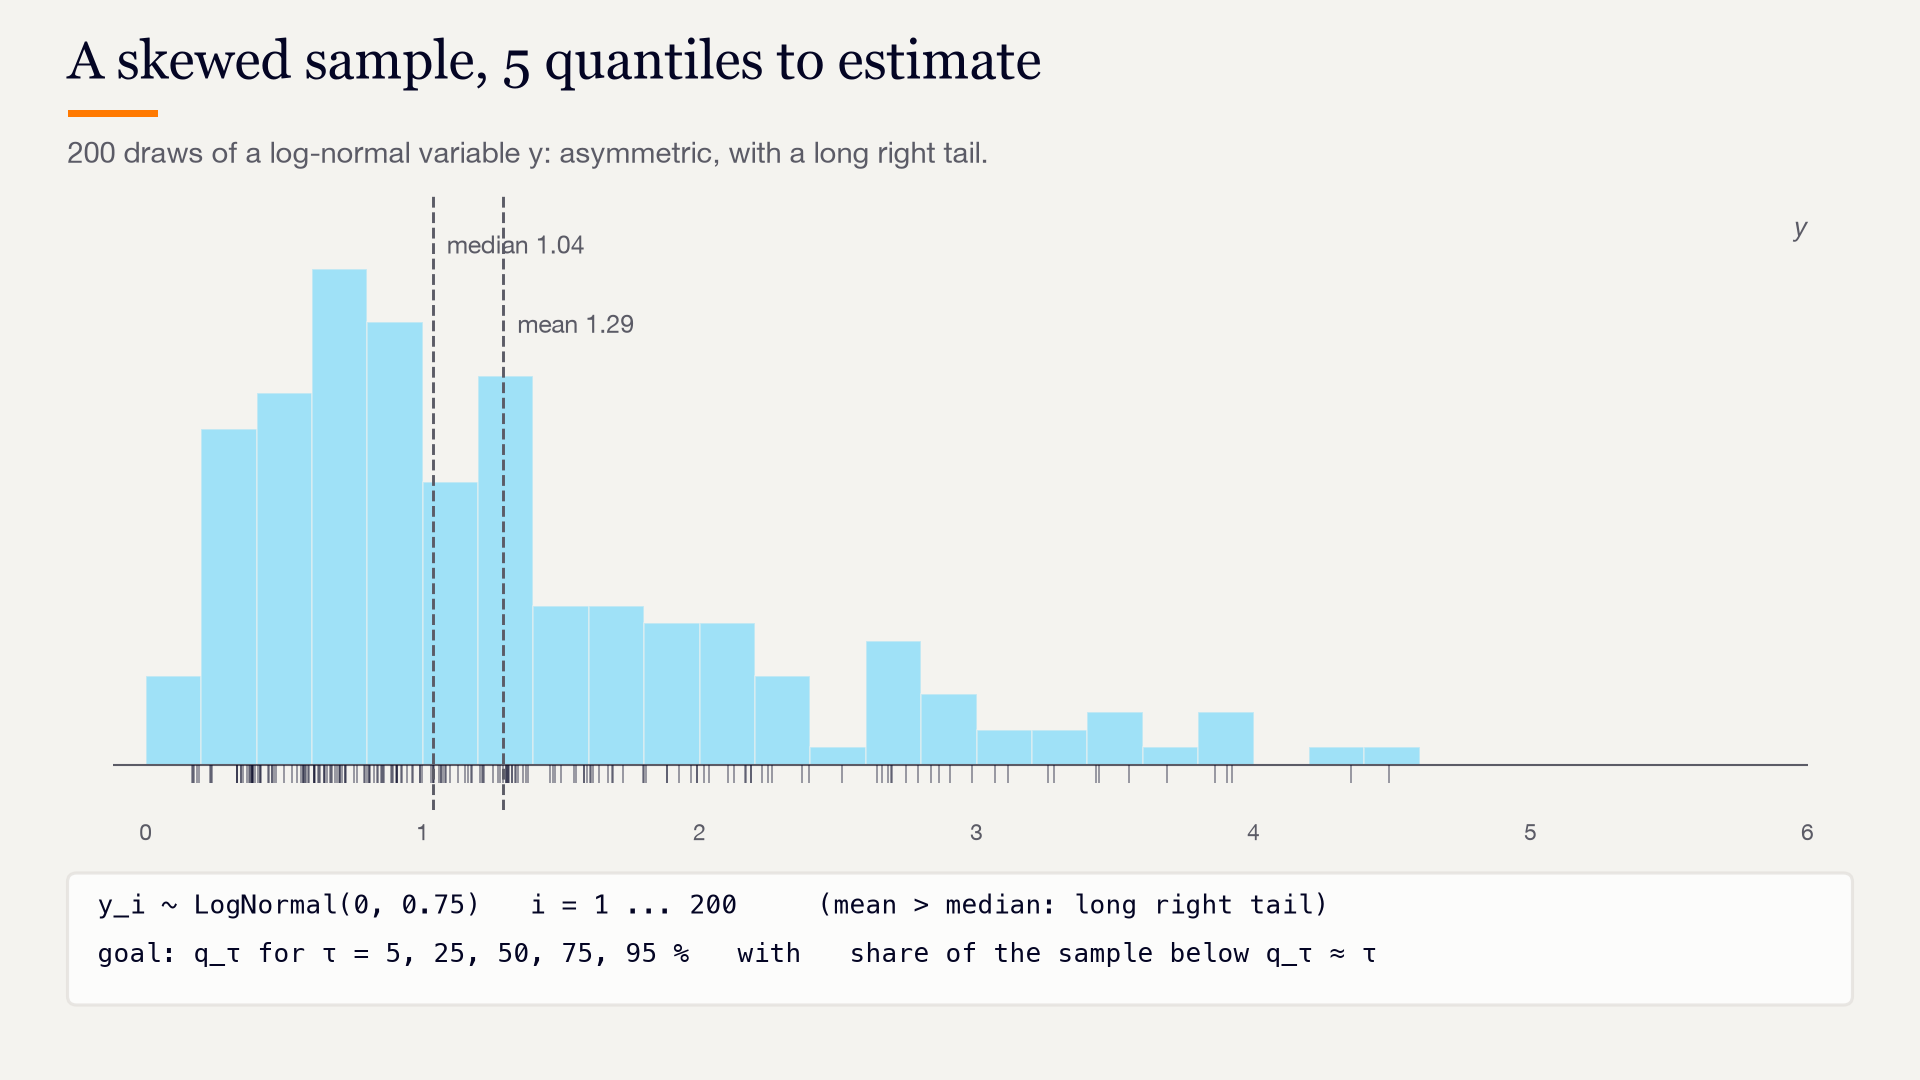 A skewed sample, 5 quantiles to estimate
200 draws of a log-normal variable y: asymmetric, with a long right tail.
y
median 1.04
mean 1.29
0 1 2 3 4 5 6
y_i ~ LogNormal(0, 0.75)   i = 1 ... 200     (mean > median: long right tail)
goal: q_τ for τ = 5, 25, 50, 75, 95 %   with   share of the sample below q_τ ≈ τ